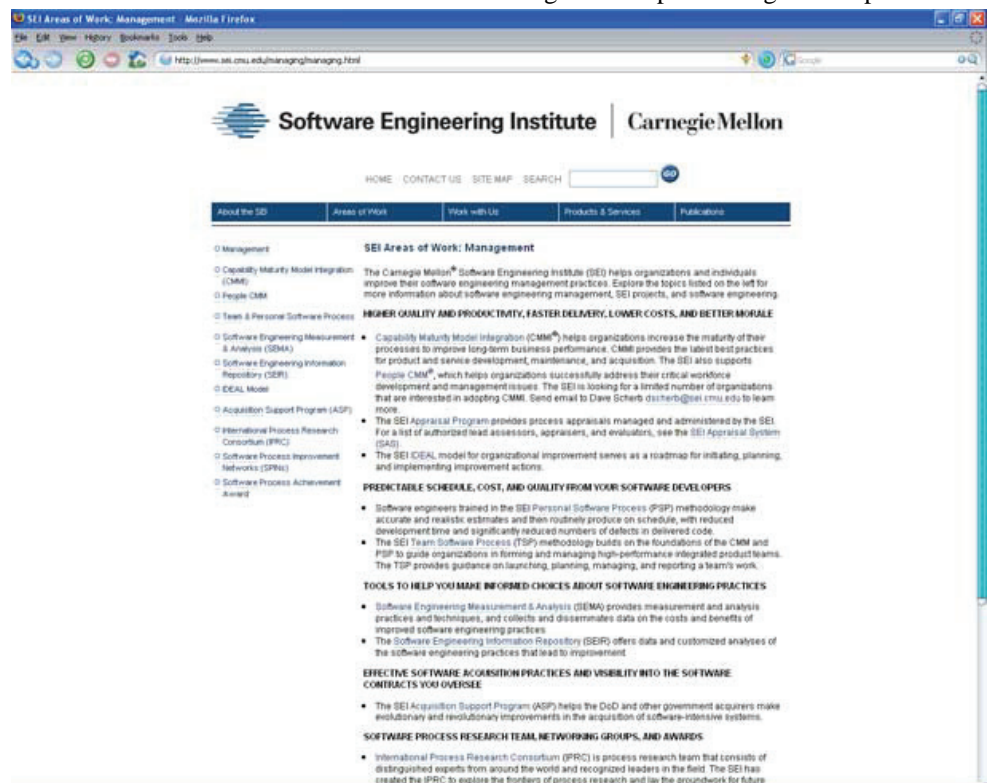 SEI Areas of Work: Management - Mozilla Firefox
File Edit View History Bookmarks Tools Help
http://www.sei.cmu.edu/managing/managing.html
Google
Software Engineering Institute | Carnegie Mellon
HOME CONTACT US SITE MAP SEARCH GO
About the SEI Areas of Work Work with Us Products & Services Publications
Management
Capability Maturity Model Integration
(CMMI)
People CMM
Team & Personal Software Process
Software Engineering Measurement
& Analysis (SEMA)
Software Engineering Information
Repository (SEIR)
IDEAL Model
Acquisition Support Program (ASP)
International Process Research
Consortium (IPRC)
Software Process Improvement
Networks (SPINs)
Software Process Achievement
Award
SEI Areas of Work: Management
The Carnegie Mellon® Software Engineering Institute (SEI) helps organizations and individuals
improve their software engineering management practices. Explore the topics listed on the left for
more information about software engineering management, SEI projects, and software engineering.
HIGHER QUALITY AND PRODUCTIVITY, FASTER DELIVERY, LOWER COSTS, AND BETTER MORALE
• Capability Maturity Model Integration (CMMI®) helps organizations increase the maturity of their
processes to improve long-term business performance. CMMI provides the latest best practices
for product and service development, maintenance, and acquisition. The SEI also supports
People CMM®, which helps organizations successfully address their critical workforce
development and management issues. The SEI is looking for a limited number of organizations
that are interested in adopting CMMI. Send email to Dave Scherb dscherb@sei.cmu.edu to learn
more.
• The SEI Appraisal Program provides process appraisals managed and administered by the SEI.
For a list of authorized lead assessors, appraisers, and evaluators, see the SEI Appraisal System
(SAS).
• The SEI IDEAL model for organizational improvement serves as a roadmap for initiating, planning,
and implementing improvement actions.
PREDICTABLE SCHEDULE, COST, AND QUALITY FROM YOUR SOFTWARE DEVELOPERS
• Software engineers trained in the SEI Personal Software Process (PSP) methodology make
accurate and realistic estimates and then routinely produce on schedule, with reduced
development time and significantly reduced numbers of defects in delivered code.
• The SEI Team Software Process (TSP) methodology builds on the foundations of the CMM and
PSP to guide organizations in forming and managing high-performance integrated product teams.
The TSP provides guidance on launching, planning, managing, and reporting a team's work.
TOOLS TO HELP YOU MAKE INFORMED CHOICES ABOUT SOFTWARE ENGINEERING PRACTICES
• Software Engineering Measurement & Analysis (SEMA) provides measurement and analysis
practices and techniques, and collects and disseminates data on the costs and benefits of
improved software engineering practices.
• The Software Engineering Information Repository (SEIR) offers data and customized analyses of
the software engineering practices that lead to improvement.
EFFECTIVE SOFTWARE ACQUISITION PRACTICES AND VISIBILITY INTO THE SOFTWARE
CONTRACTS YOU OVERSEE
• The SEI Acquisition Support Program (ASP) helps the DoD and other government acquirers make
evolutionary and revolutionary improvements in the acquisition of software-intensive systems.
SOFTWARE PROCESS RESEARCH TEAM, NETWORKING GROUPS, AND AWARDS
• International Process Research Consortium (IPRC) is process research team that consists of
distinguished experts from around the world and recognized leaders in the field. The SEI has
created the IPRC to explore the frontiers of process research and lay the groundwork for future